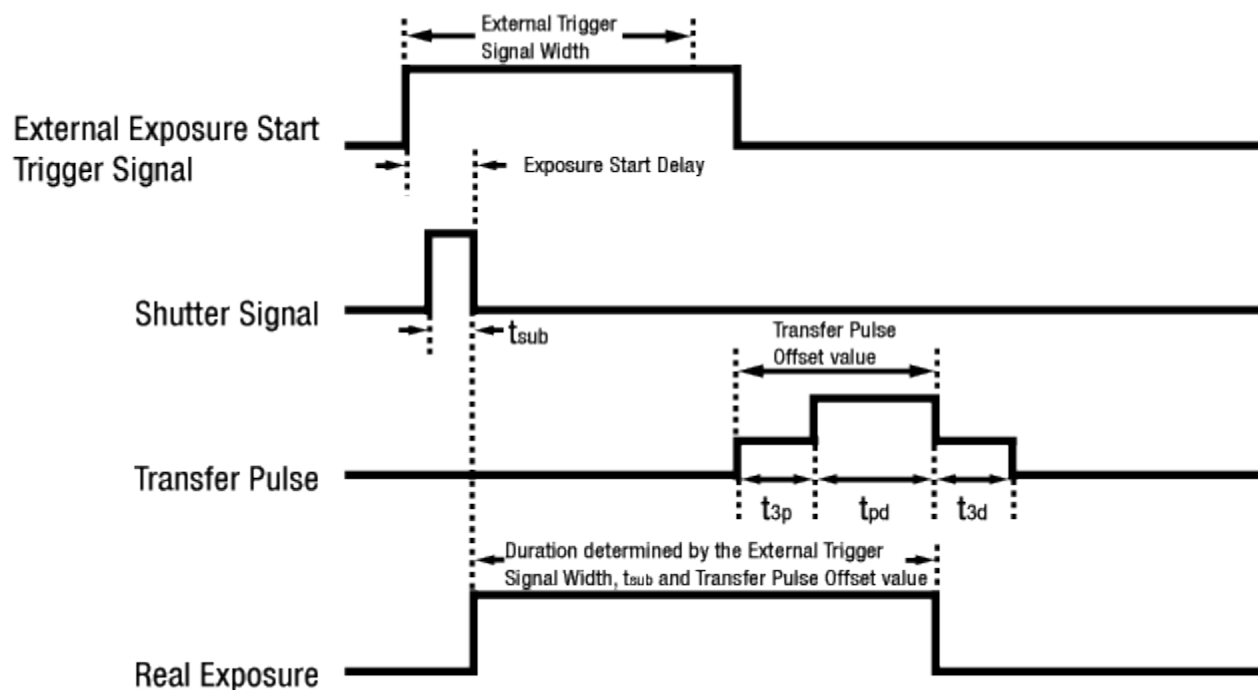 External Trigger
Signal Width
External Exposure Start
Trigger Signal
Exposure Start Delay
Shutter Signal
tsub
Transfer Pulse
Offset value
Transfer Pulse
t3p
tpd
t3d
Duration determined by the External Trigger
Signal Width, tsub and Transfer Pulse Offset value
Real Exposure